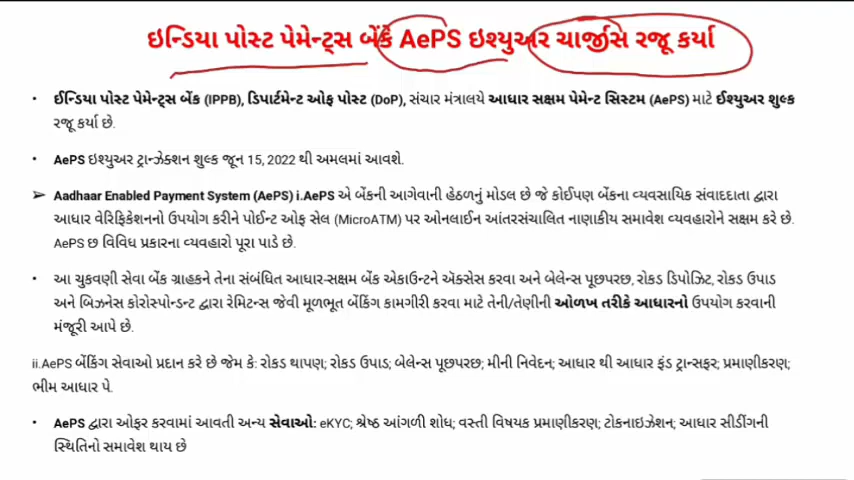 ઇન્ડિયા પોસ્ટ પેમેન્ટ્સ બેંકે AePS ઇશ્યુઅર ચાર્જીસ રજૂ કર્યા
• ઈન્ડિયા પોસ્ટ પેમેન્ટ્સ બેંક (IPPB), ડિપાર્ટમેન્ટ ઓફ પોસ્ટ (DoP), સંચાર મંત્રાલયે આધાર સક્ષમ પેમેન્ટ સિસ્ટમ (AePS) માટે ઈશ્યુઅર શુલ્ક
રજૂ કર્યા છે.
• AePS ઇશ્યુઅર ટ્રાન્ઝેક્શન શુલ્ક જૂન 15, 2022 થી અમલમાં આવશે.
➢ Aadhaar Enabled Payment System (AePS) i.AePS એ બેંકની આગેવાની હેઠળનું મોડલ છે જે કોઈપણ બેંકના વ્યવસાયિક સંવાદદાતા દ્વારા
આધાર વેરિફિકેશનનો ઉપયોગ કરીને પોઈન્ટ ઓફ સેલ (MicroATM) પર ઓનલાઈન આંતરસંચાલિત નાણાકીય સમાવેશ વ્યવહારોને સક્ષમ કરે છે.
AePS છ વિવિધ પ્રકારના વ્યવહારો પૂરા પાડે છે.
• આ ચુકવણી સેવા બેંક ગ્રાહકને તેના સંબંધિત આધાર-સક્ષમ બેંક એકાઉન્ટને ઍક્સેસ કરવા અને બેલેન્સ પૂછપરછ, રોકડ ડિપોઝિટ, રોકડ ઉપાડ
અને બિઝનેસ કોરોસ્પોન્ડન્ટ દ્વારા રેમિટન્સ જેવી મૂળભૂત બેંકિંગ કામગીરી કરવા માટે તેની/તેણીની ઓળખ તરીકે આધારનો ઉપયોગ કરવાની
મંજૂરી આપે છે.
ii.AePS બેંકિંગ સેવાઓ પ્રદાન કરે છે જેમ કે: રોકડ થાપણ; રોકડ ઉપાડ; બેલેન્સ પૂછપરછ; મીની નિવેદન; આધાર થી આધાર ફંડ ટ્રાન્સફર; પ્રમાણીકરણ;
ભીમ આધાર પે.
• AePS દ્વારા ઓફર કરવામાં આવતી અન્ય સેવાઓ: eKYC; શ્રેષ્ઠ આંગળી શોધ; વસ્તી વિષયક પ્રમાણીકરણ; ટોકનાઇઝેશન; આધાર સીડીંગની
સ્થિતિનો સમાવેશ થાય છે